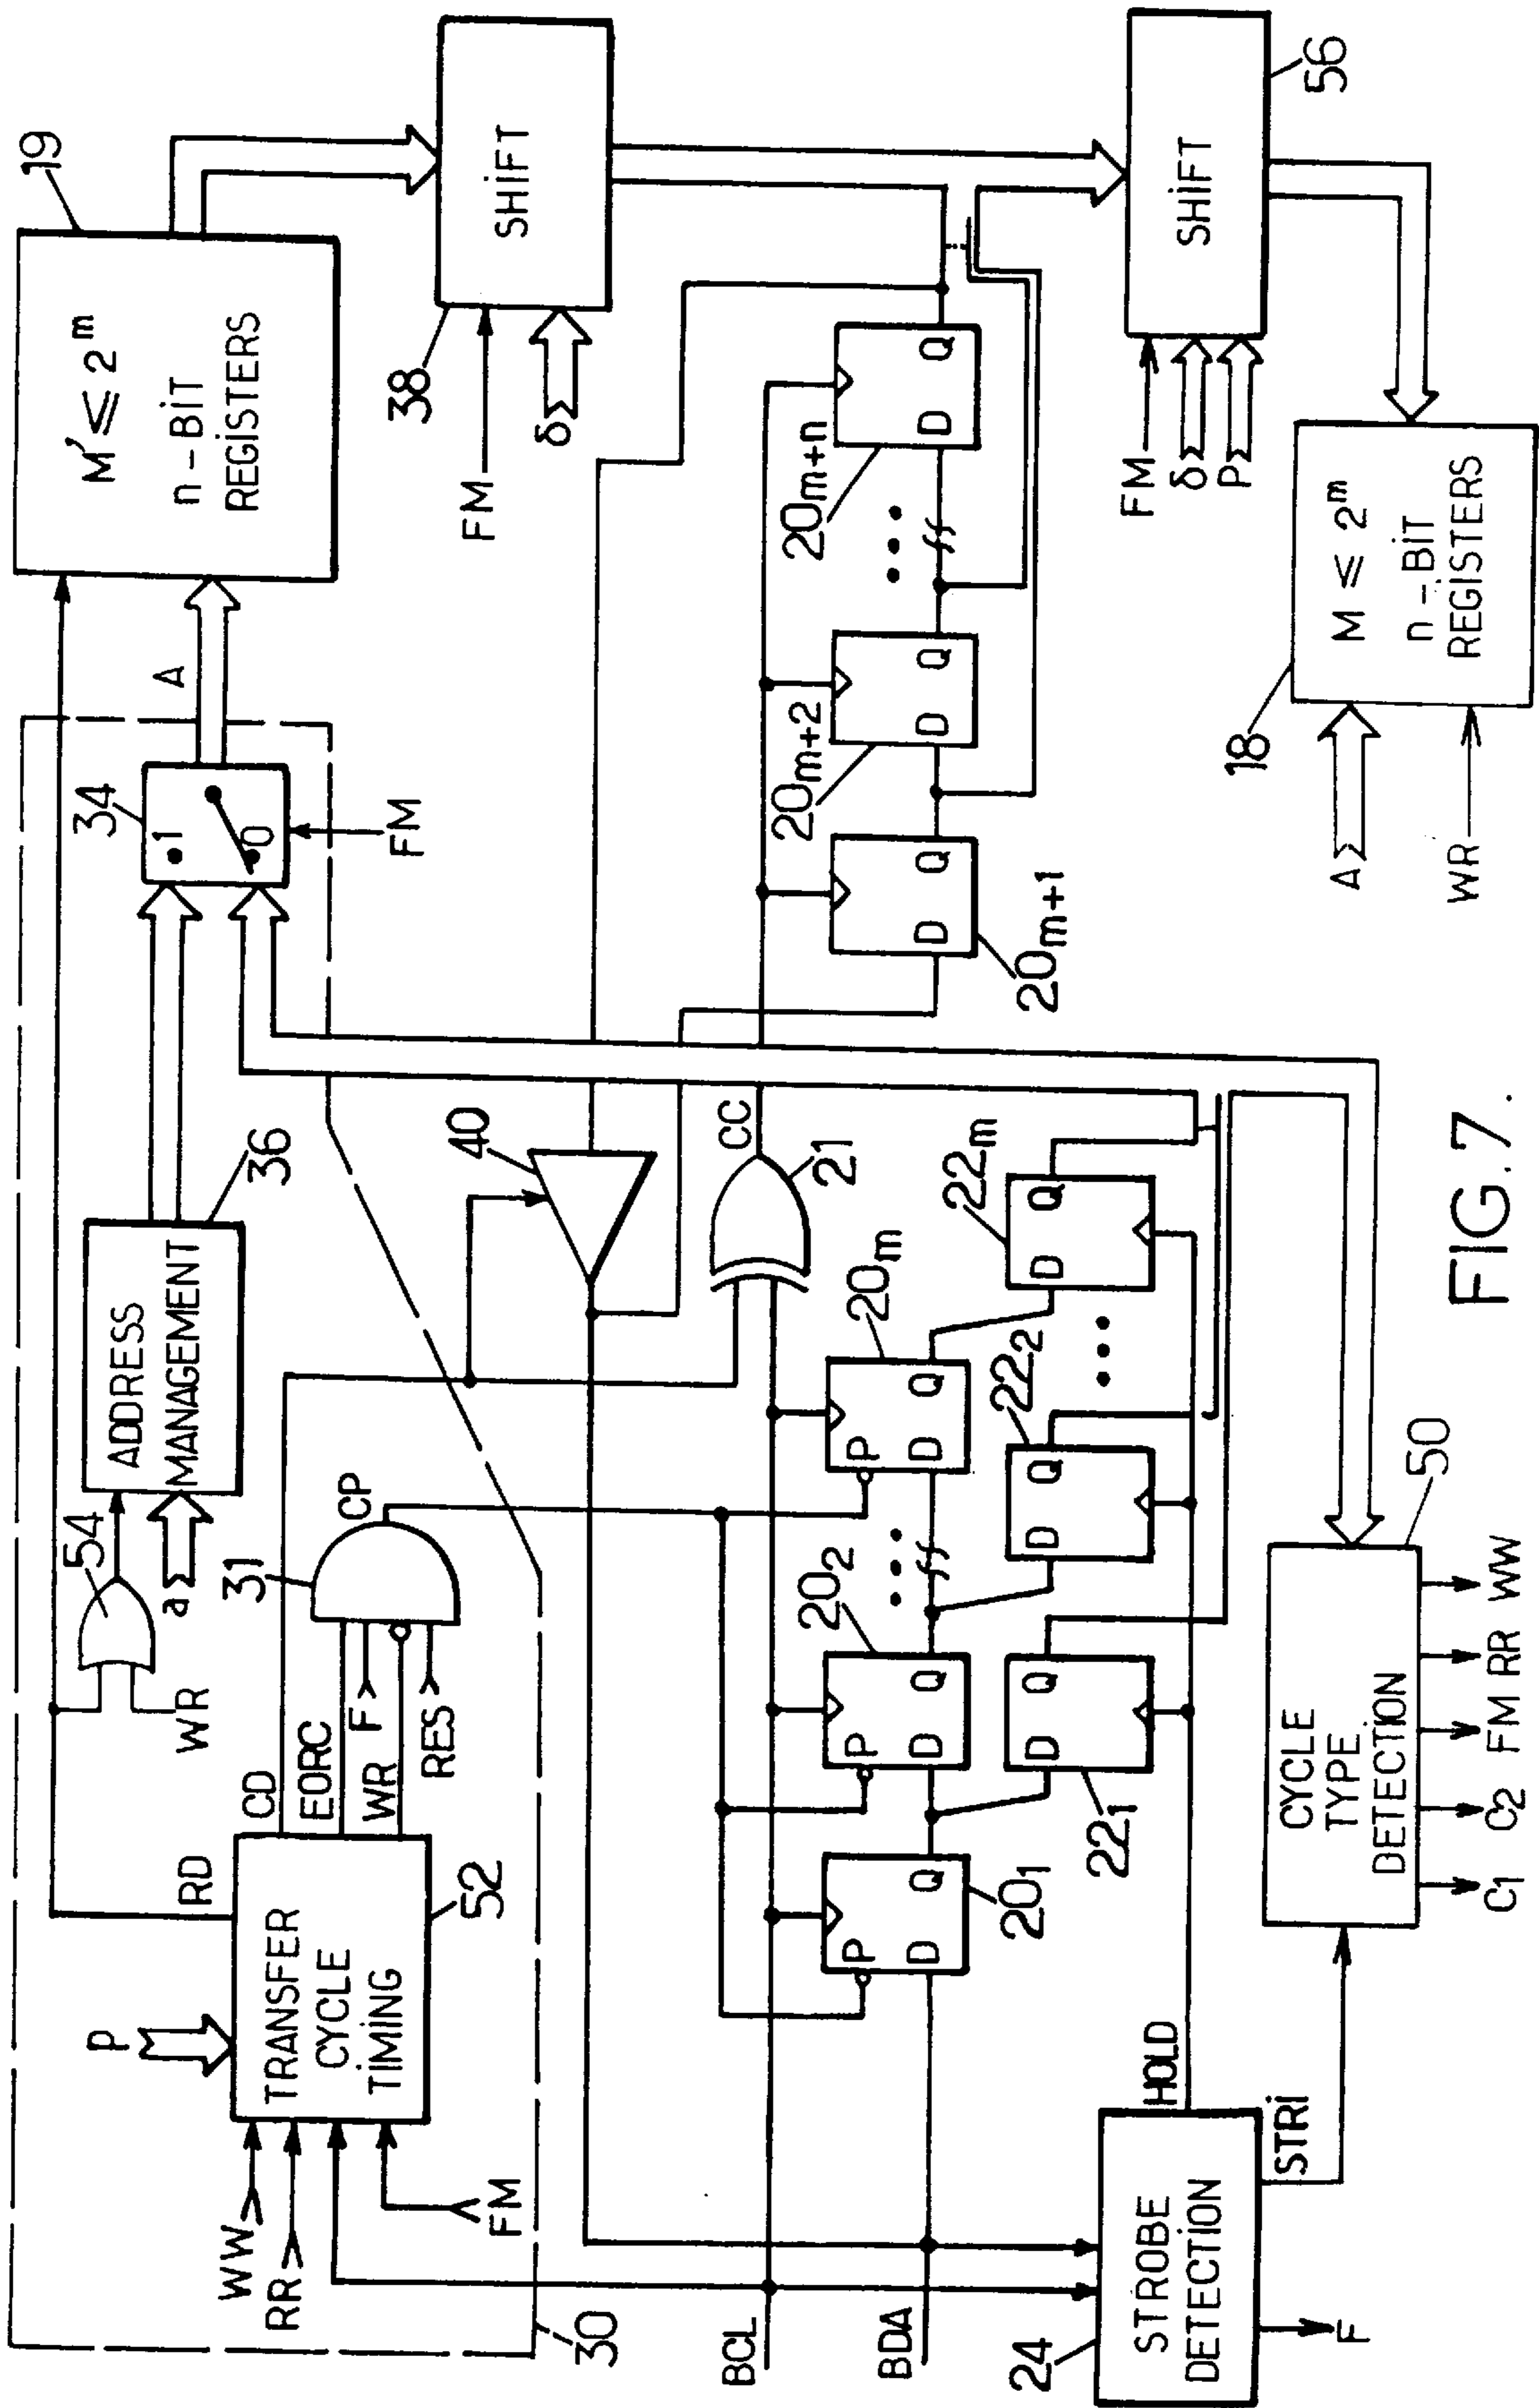 19
M' ≤ 2^m
n-BiT
REGISTERS
A
34
1
0
FM
36
ADDRESS
MANAGEMENT
54
a
WR
RD
p
TRANSFER
CYCLE
TiMiNG
52
CD
EORC
F
WR
RES
31
CP
WW
RR
FM
30
38
SHiFT
FM
δ
40
CC
21
BCL
BDA
P
D
Q
20₁
P
D
Q
20₂
•••
P
D
Q
20m
D
Q
20m+1
D
Q
20m+2
•••
D
Q
20m+n
D
Q
22₁
D
Q
22₂
•••
D
Q
22m
24
STROBE
DETECTiON
HOLD
STRi
F
CYCLE
TYPE
DETECTiON
50
C1
C2
FM
RR
WW
SHiFT
56
FM
δ
P
18
M ≤ 2^m
n-BiT
REGiSTERS
A
WR
FIG.7.